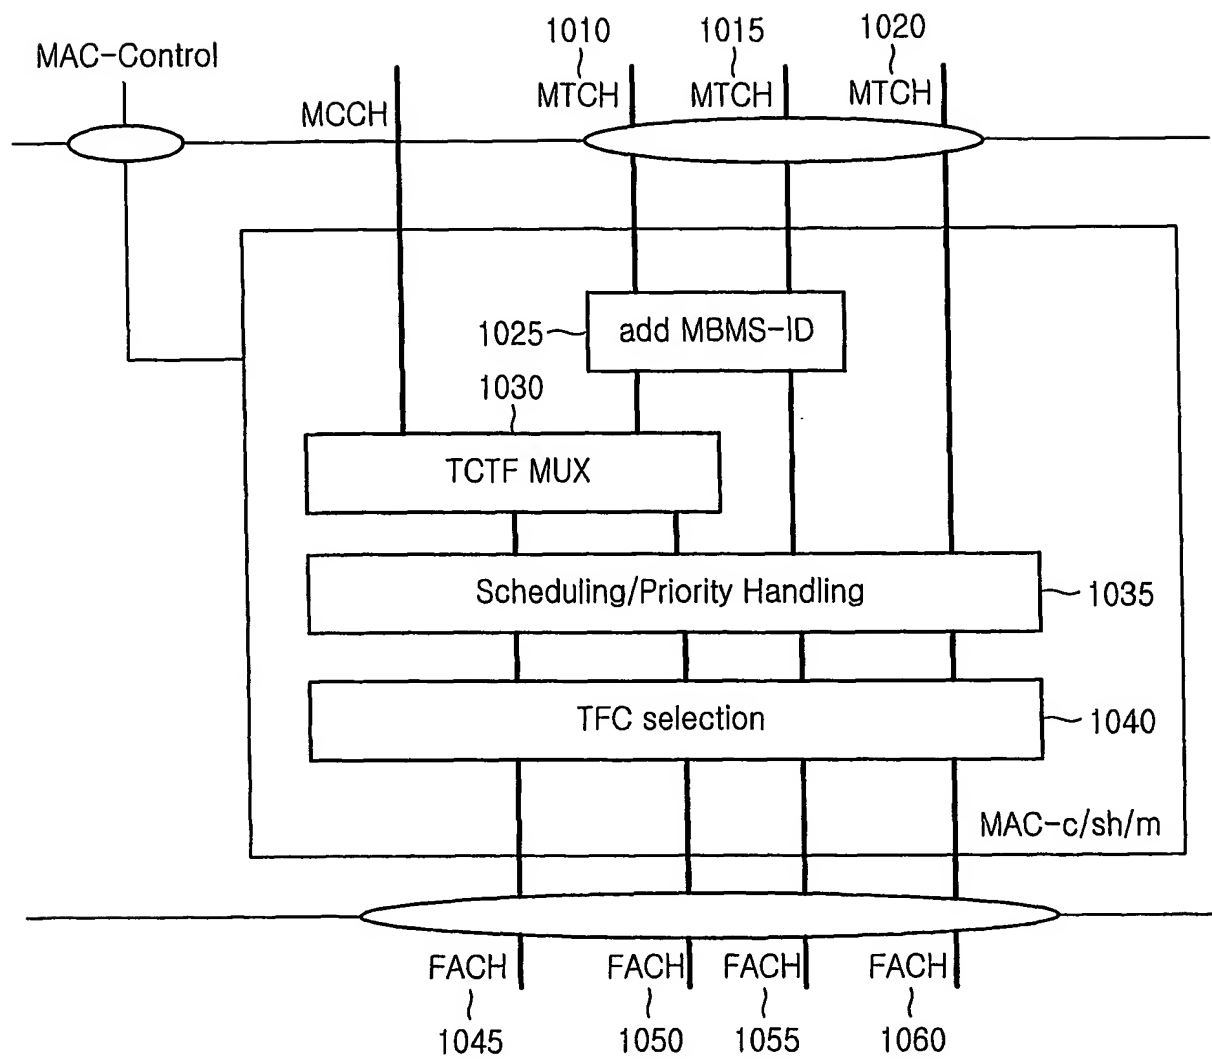 1010 1015 1020
MAC-Control
MCCH MTCH MTCH MTCH
1025 add MBMS-ID
1030
TCTF MUX
Scheduling/Priority Handling 1035
TFC selection 1040
MAC-c/sh/m
FACH FACH FACH FACH
1045 1050 1055 1060